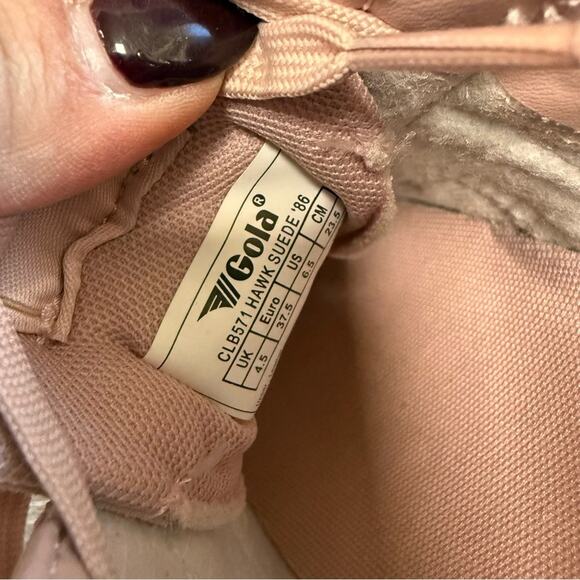 Gola®
CLB571 HAWK SUEDE '86
UK Euro US CM
4.5 37.5 6.5 23.5